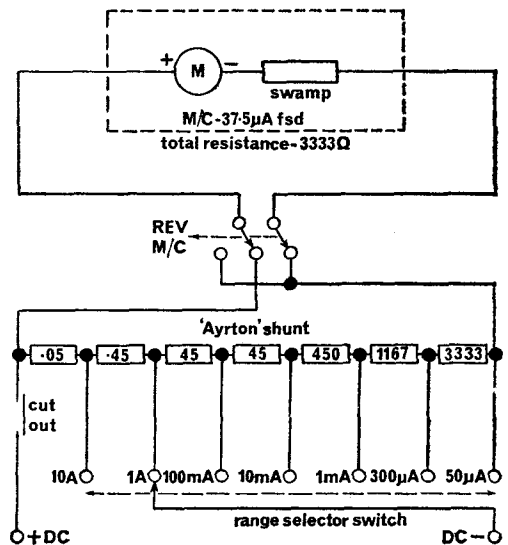 + M −
swamp
M/C-37·5µA fsd
total resistance-3333Ω
REV
M/C
'Ayrton' shunt
·05 ·45 45 45 450 1167 3333
cut
out
10A 1A 100mA 10mA 1mA 300µA 50µA
range selector switch
+DC DC−